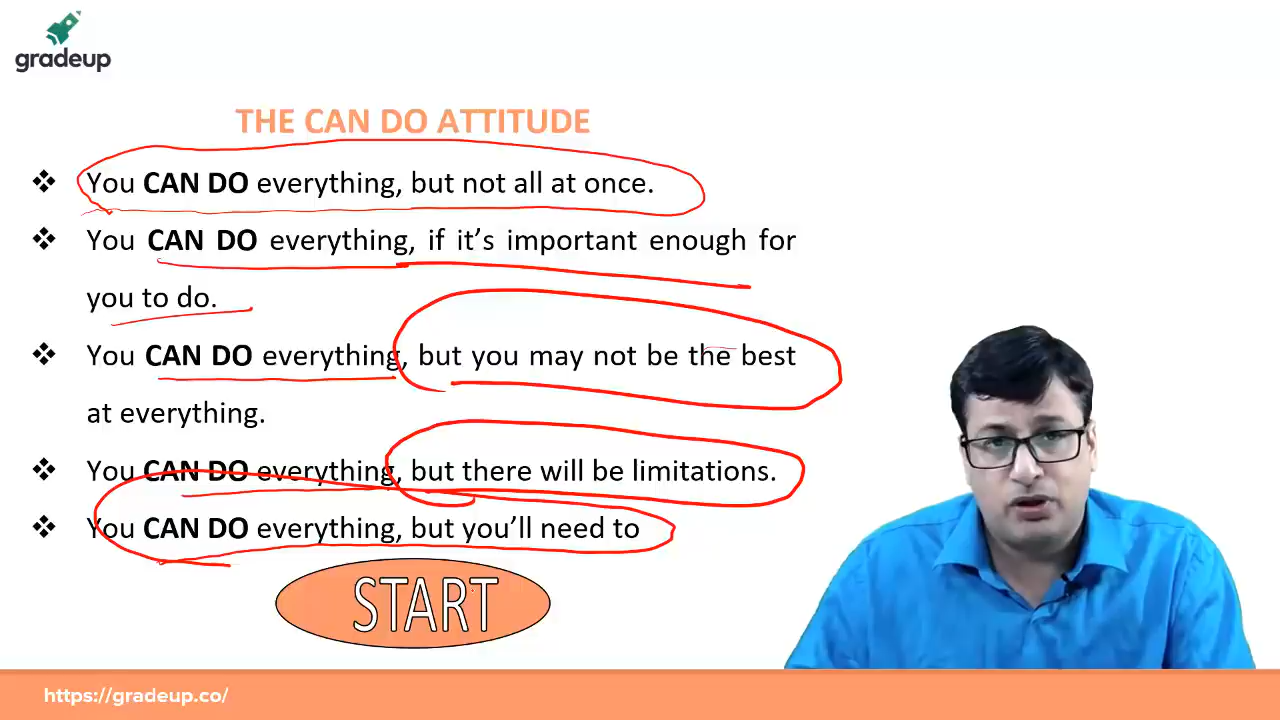 gradeup
THE CAN DO ATTITUDE
❖ You CAN DO everything, but not all at once.
❖ You CAN DO everything, if it's important enough for
you to do.
❖ You CAN DO everything, but you may not be the best
at everything.
❖ You CAN DO everything, but there will be limitations.
❖ You CAN DO everything, but you'll need to
START
https://gradeup.co/